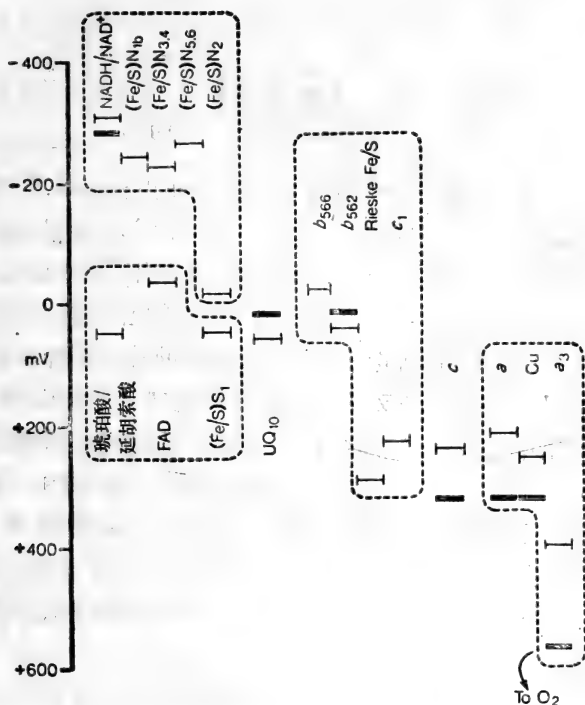 -400
-200
0
mV
+200
+400
+600
NADH/NAD⁺
(Fe/S)N₁b
(Fe/S)N₃.₄
(Fe/S)N₅.₆
(Fe/S)N₂
琥珀酸/
延胡索酸
FAD
(Fe/S)S₁
UQ₁₀
b₅₆₆
b₅₆₂
Rieske Fe/S
c₁
c
a
Cu
a₃
To O₂